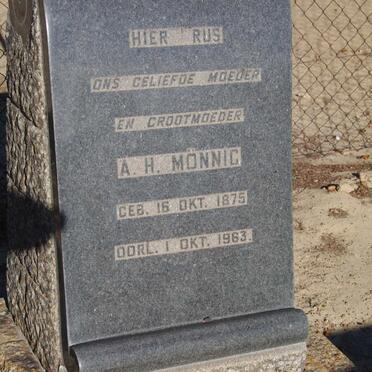 HIER RUS
ONS GELIEFDE MOEDER
EN GROOTMOEDER
A. H. MÖNNIG
GEB. 16 OKT. 1875
OORL. 1 OKT. 1963.